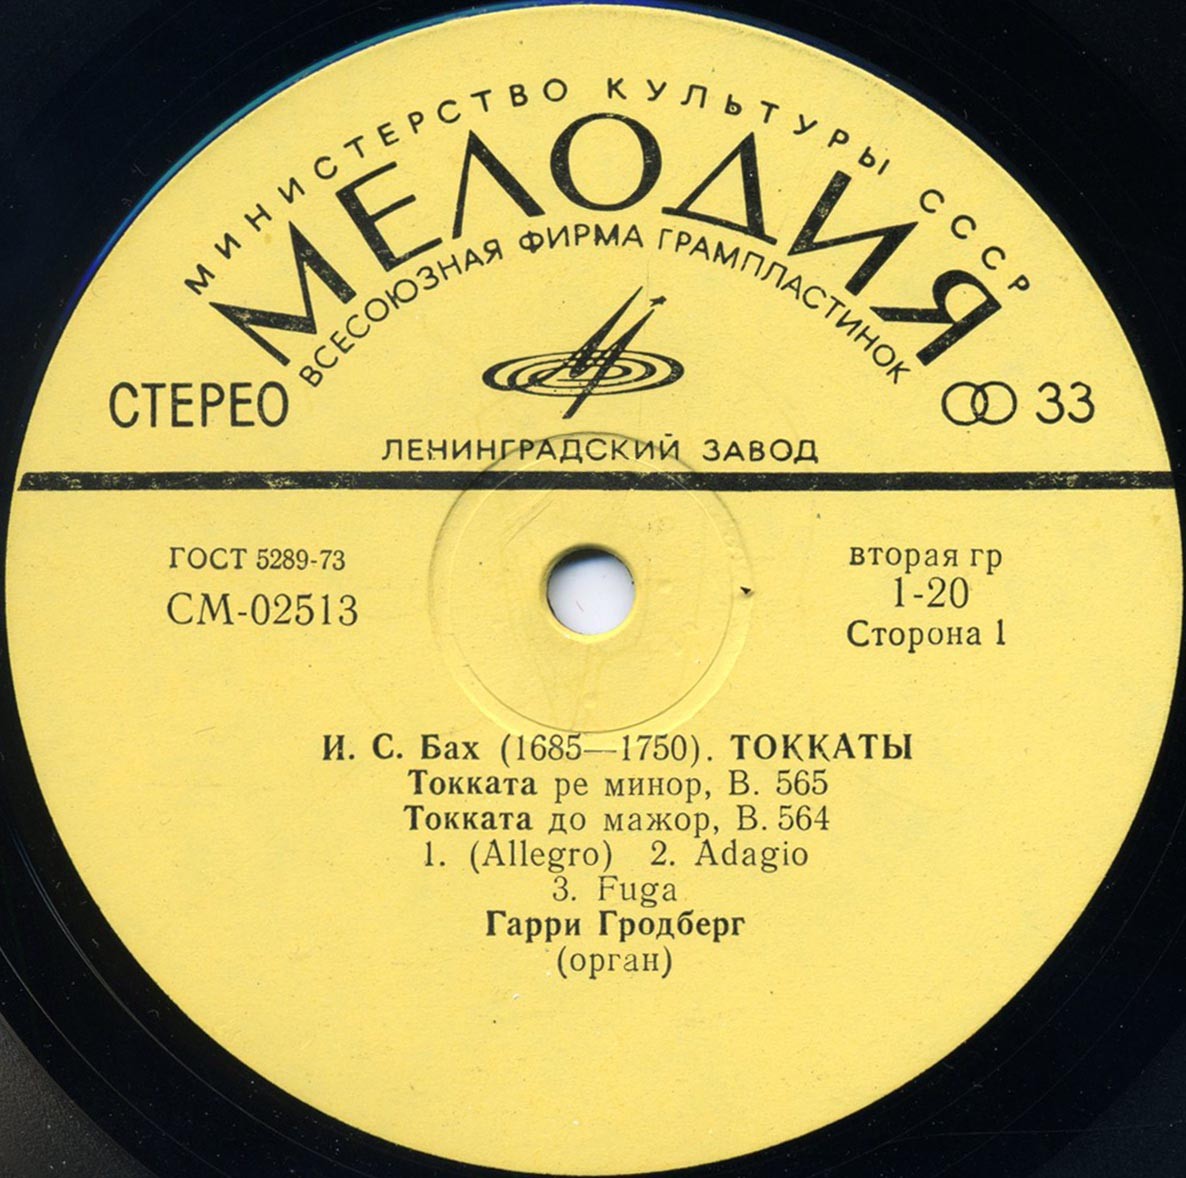 МИНИСТЕРСТВО КУЛЬТУРЫ СССР
МЕЛОДИЯ
ВСЕСОЮЗНАЯ ФИРМА ГРАМПЛАСТИНОК
СТЕРЕО
33
ЛЕНИНГРАДСКИЙ ЗАВОД
ГОСТ 5289-73
СМ-02513
вторая гр
1-20
Сторона 1
И. С. Бах (1685—1750). ТОККАТЫ
Токката ре минор, В. 565
Токката до мажор, В. 564
1. (Allegro) 2. Adagio
3. Fuga
Гарри Гродберг
(орган)